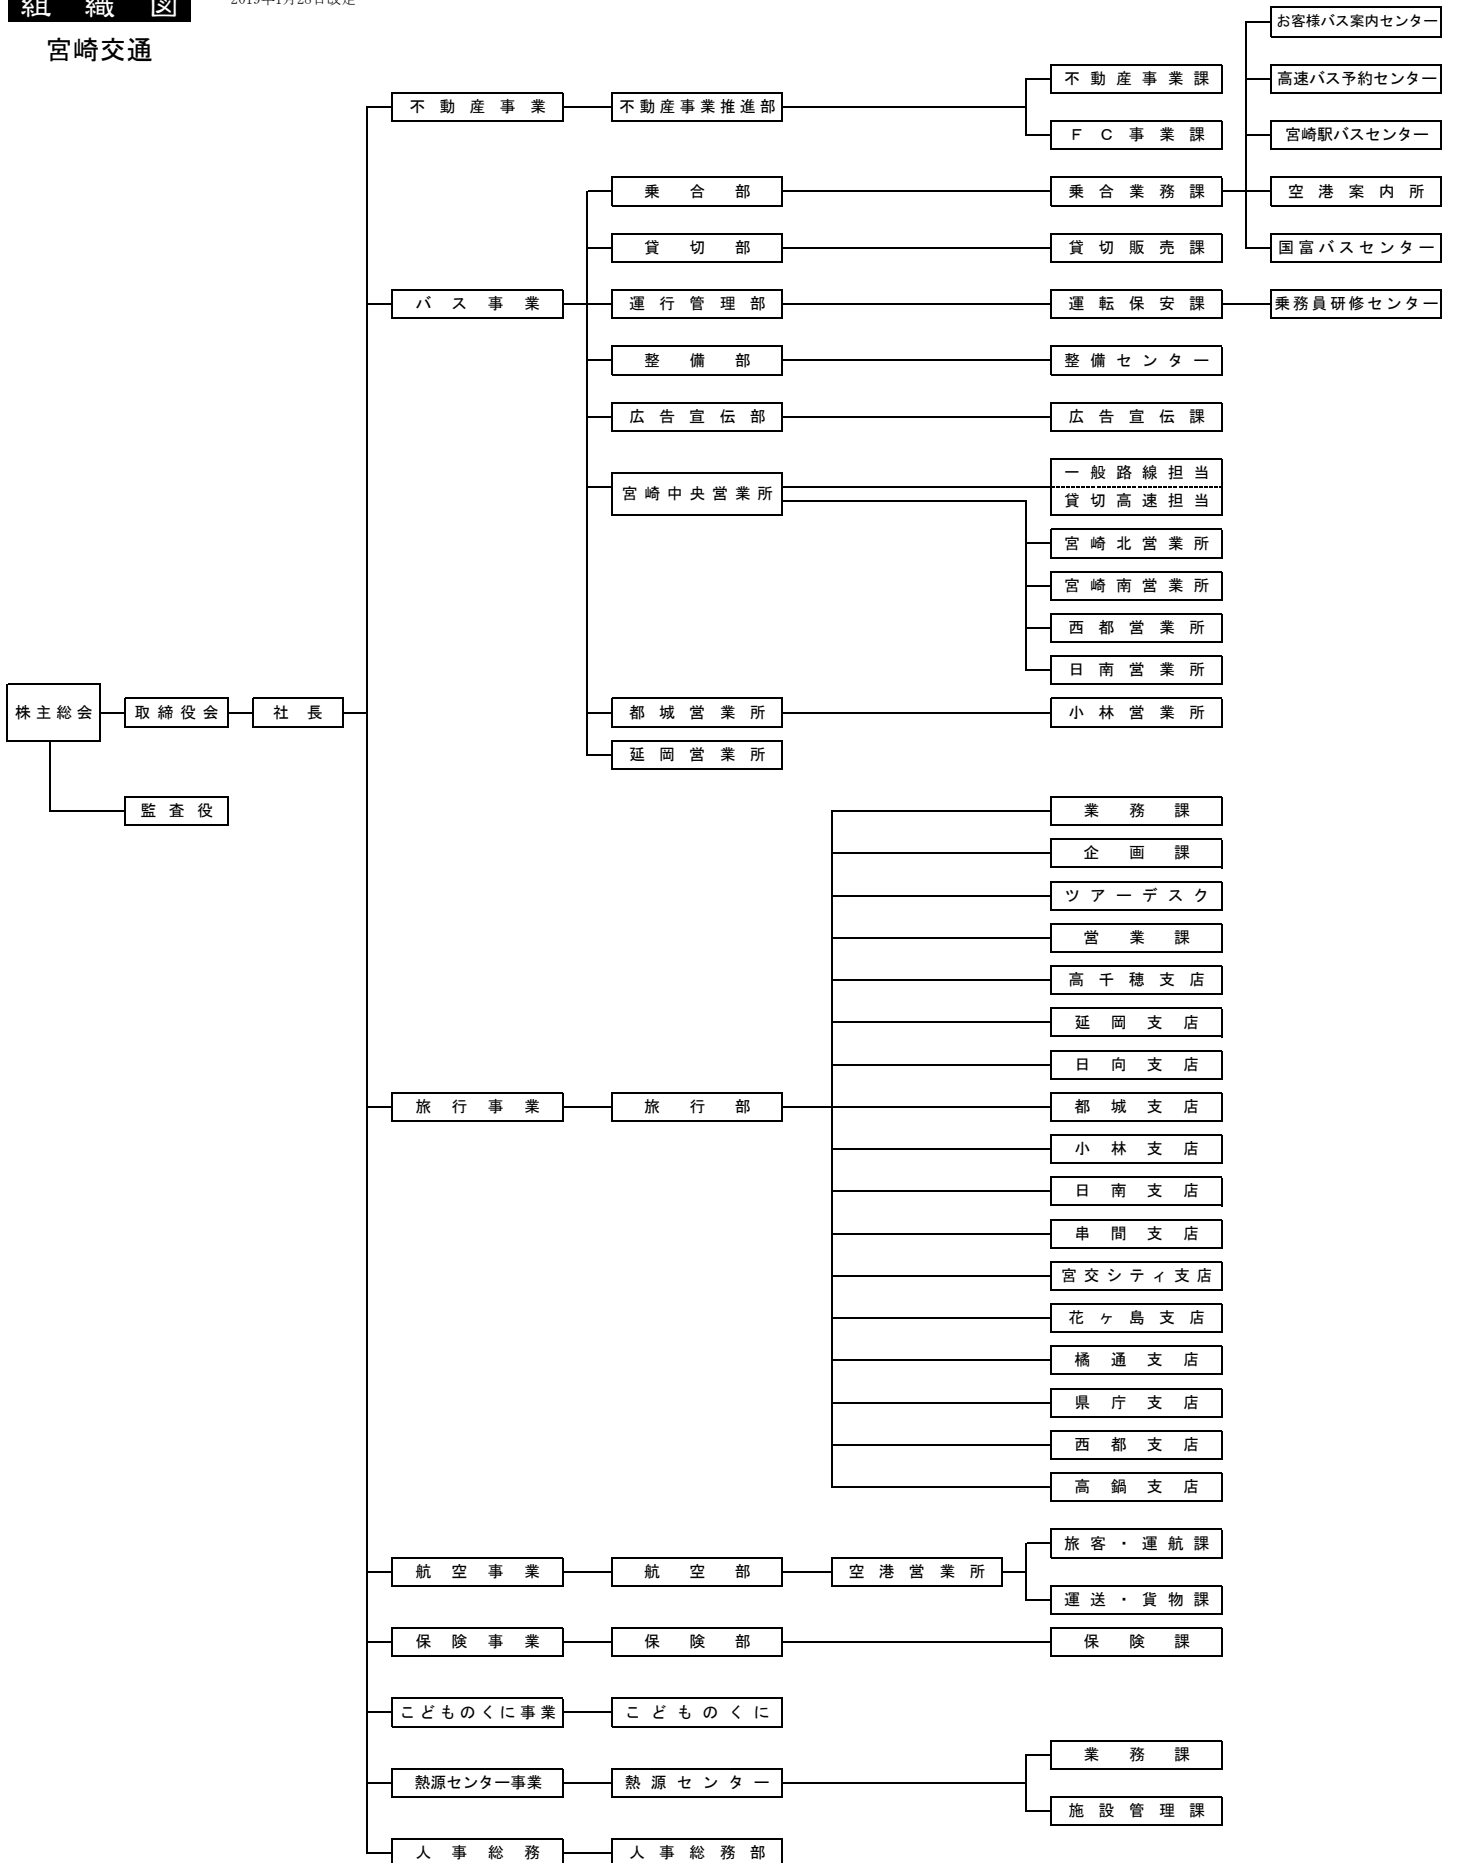 組織図
2019年1月28日改定
宮崎交通
お客様バス案内センター
不動産事業課
高速バス予約センター
不動産事業
不動産事業推進部
FC事業課
宮崎駅バスセンター
乗合部
乗合業務課
空港案内所
貸切部
貸切販売課
国富バスセンター
バス事業
運行管理部
運転保安課
乗務員研修センター
整備部
整備センター
広告宣伝部
広告宣伝課
宮崎中央営業所
一般路線担当
貸切高速担当
宮崎北営業所
宮崎南営業所
西都営業所
日南営業所
株主総会
取締役会
社長
都城営業所
小林営業所
延岡営業所
監査役
業務課
企画課
ツアーデスク
営業課
高千穂支店
延岡支店
日向支店
旅行事業
旅行部
都城支店
小林支店
日南支店
串間支店
宮交シティ支店
花ヶ島支店
橘通支店
県庁支店
西都支店
高鍋支店
旅客・運航課
航空事業
航空部
空港営業所
運送・貨物課
保険事業
保険部
保険課
こどものくに事業
こどものくに
業務課
熱源センター事業
熱源センター
施設管理課
人事総務
人事総務部